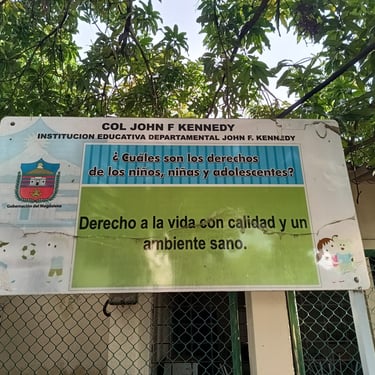 COL JOHN F KENNEDY
INSTITUCION EDUCATIVA DEPARTAMENTAL JOHN F. KENNEDY
¿Cuáles son los derechos
de los niños, niñas y adolescentes?
Gobernación del Magdalena
Derecho a la vida con calidad y un
ambiente sano.